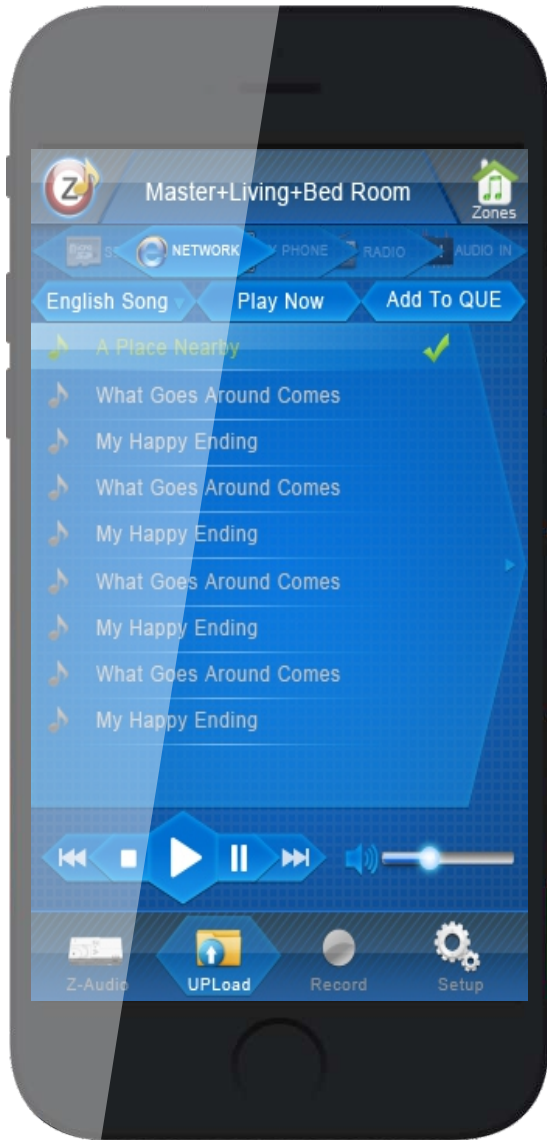 Z
Master+Living+Bed Room
Zones
NETWORK
PHONE
RADIO
AUDIO IN
English Song
Play Now
Add To QUE
A Place Nearby
What Goes Around Comes
My Happy Ending
What Goes Around Comes
My Happy Ending
What Goes Around Comes
My Happy Ending
What Goes Around Comes
My Happy Ending
Z-Audio
UPLoad
Record
Setup